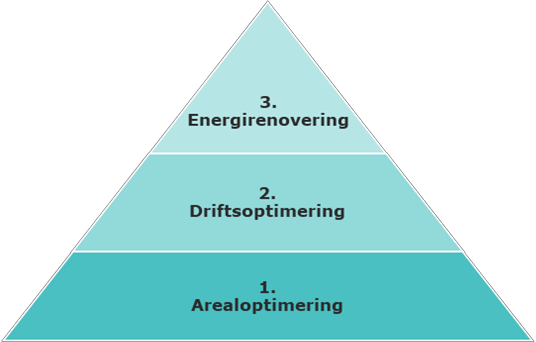 3.
Energirenovering
2.
Driftsoptimering
1.
Arealoptimering